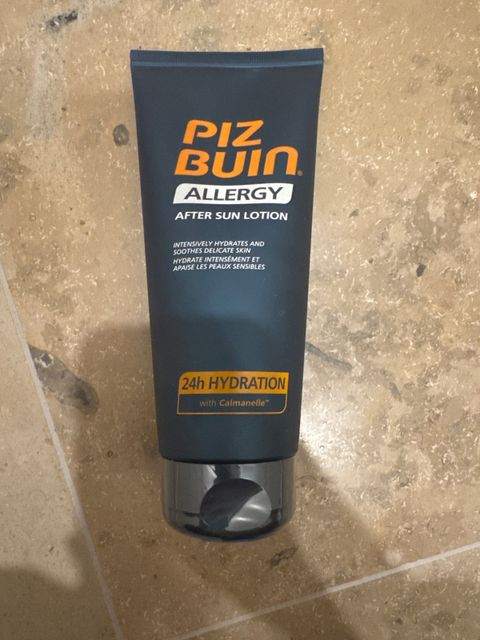 PIZ
BUIN®
ALLERGY
AFTER SUN LOTION
INTENSIVELY HYDRATES AND
SOOTHES DELICATE SKIN
HYDRATE INTENSÉMENT ET
APAISE LES PEAUX SENSIBLES
24h HYDRATION
with Calmanelle™